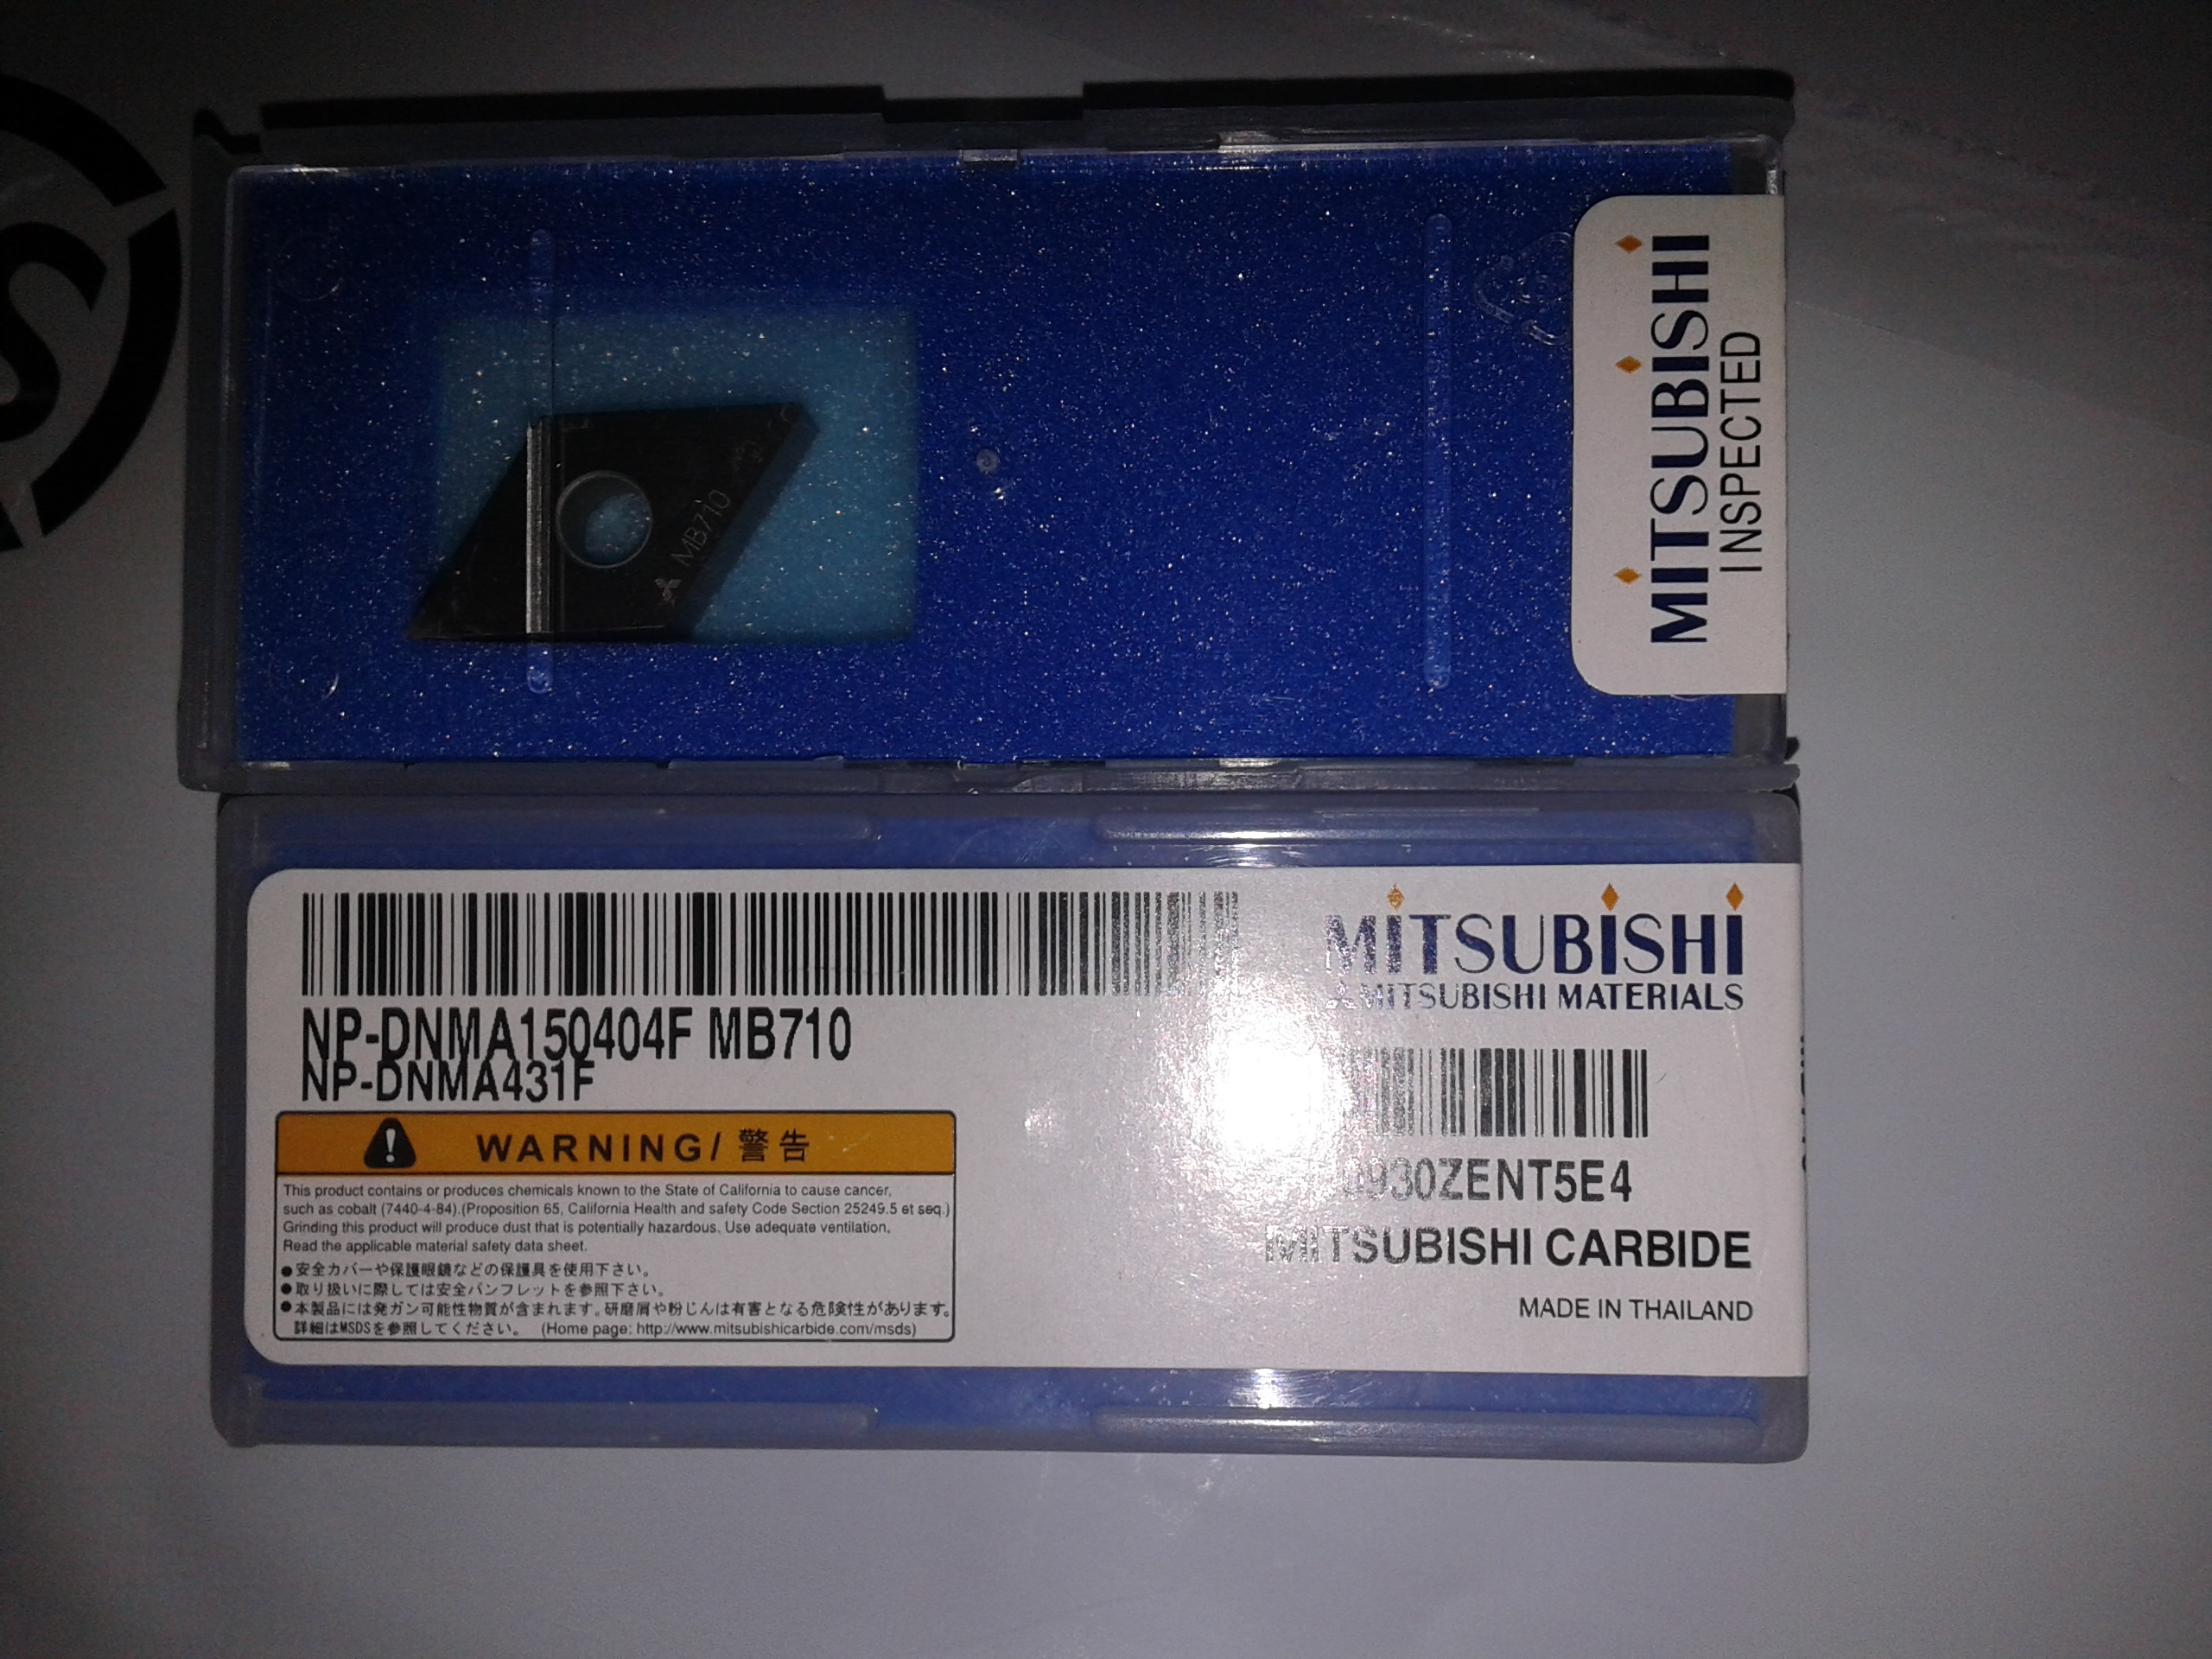 MB710
MITSUBISHI
INSPECTED
NP-DNMA150404F MB710
NP-DNMA431F
WARNING/ 警告
This product contains or produces chemicals known to the State of California to cause cancer,
such as cobalt (7440-4-84).(Proposition 65, California Health and safety Code Section 25249.5 et seq.)
Grinding this product will produce dust that is potentially hazardous. Use adequate ventilation,
Read the applicable material safety data sheet.
●安全カバーや保護眼鏡などの保護具を使用下さい。
●取り扱いに際しては安全パンフレットを参照下さい。
●本製品には発ガン可能性物質が含まれます。研磨屑や粉じんは有害となる危険性があります。
詳細はMSDSを参照してください。 (Home page: http://www.mitsubishicarbide.com/msds)
MITSUBISHI
MITSUBISHI MATERIALS
930ZENT5E4
MITSUBISHI CARBIDE
MADE IN THAILAND